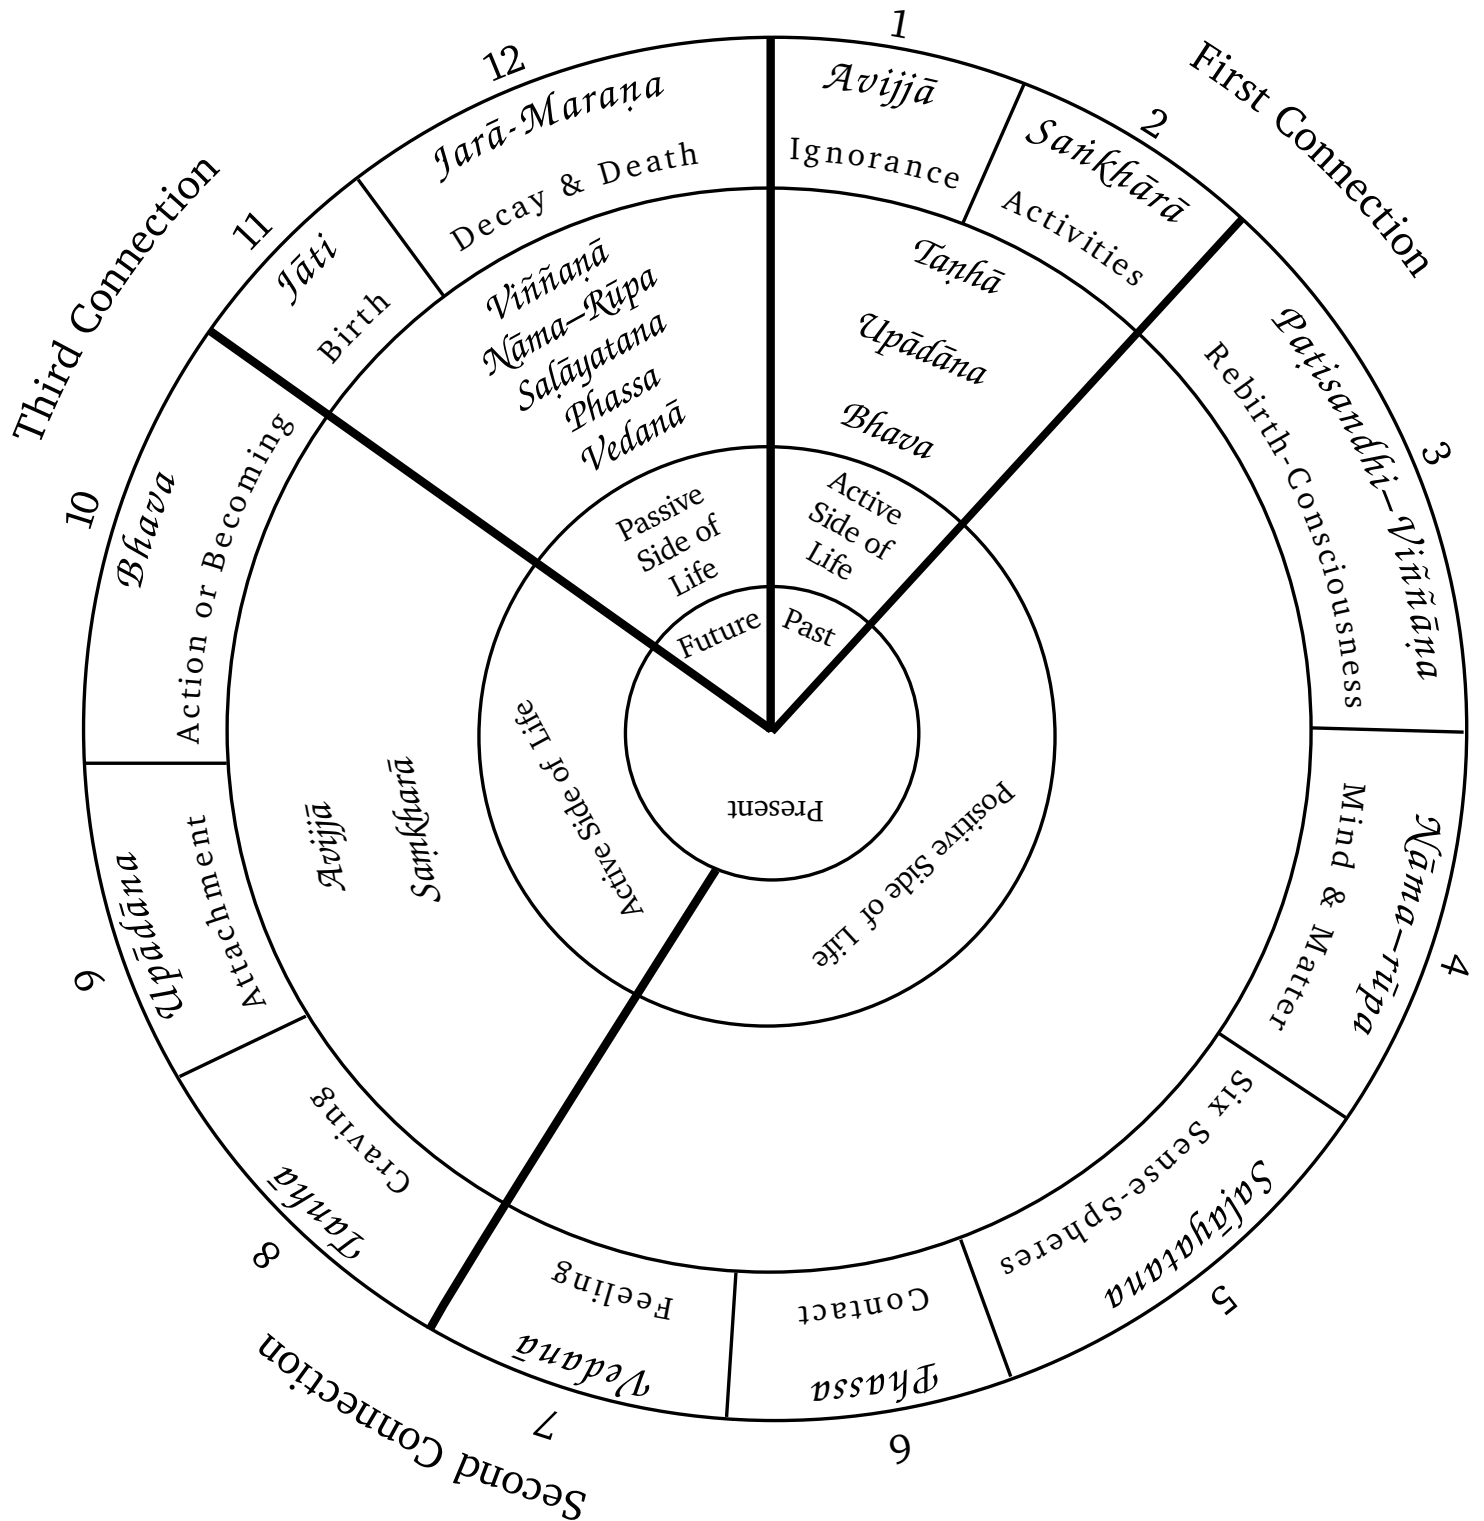 1
Avijjā
Ignorance
2
Saṅkhārā
Activities
First Connection
3
Paṭisandhi–Viññāṇa
Rebirth-Consciousness
4
Nāma–rūpa
Mind & Matter
5
Saḷāyatana
Six Sense-Spheres
6
Phassa
Contact
7
Vedanā
Feeling
Second Connection
8
Tanhā
Craving
9
Upādāna
Attachment
10
Bhava
Action or Becoming
Third Connection
11
Jāti
Birth
12
Jarā-Maraṇa
Decay & Death
Taṇhā
Upādāna
Bhava
Active
Side of
Life
Past
Viññaṇā
Nāma–Rūpa
Saḷāyatana
Phassa
Vedanā
Passive
Side of
Life
Future
Avijjā
Saṃkharā
Active Side of Life
Positive Side of Life
Present